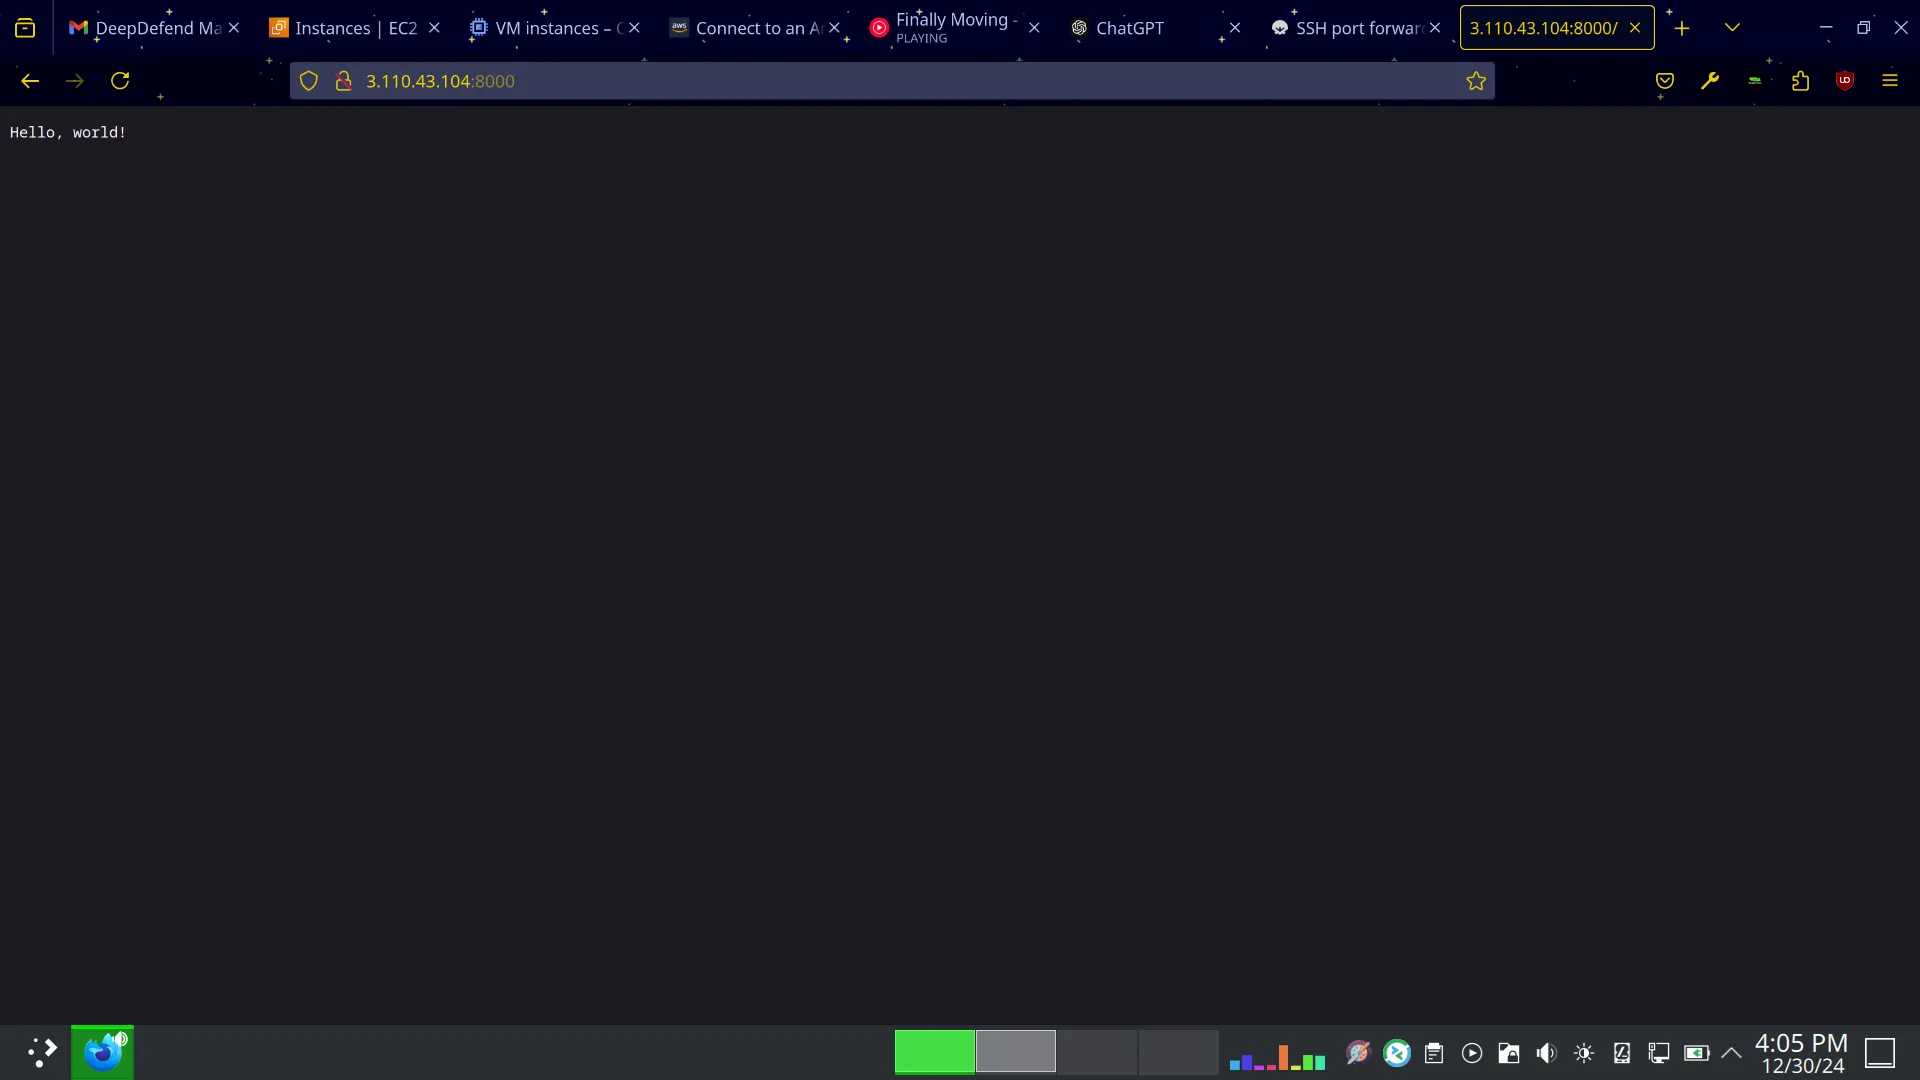 DeepDefend Ma
Instances | EC2
VM instances – C
aws
Connect to an A
Finally Moving -
PLAYING
ChatGPT
SSH port forwar
3.110.43.104:8000/
3.110.43.104:8000
Hello, world!
4:05 PM
12/30/24